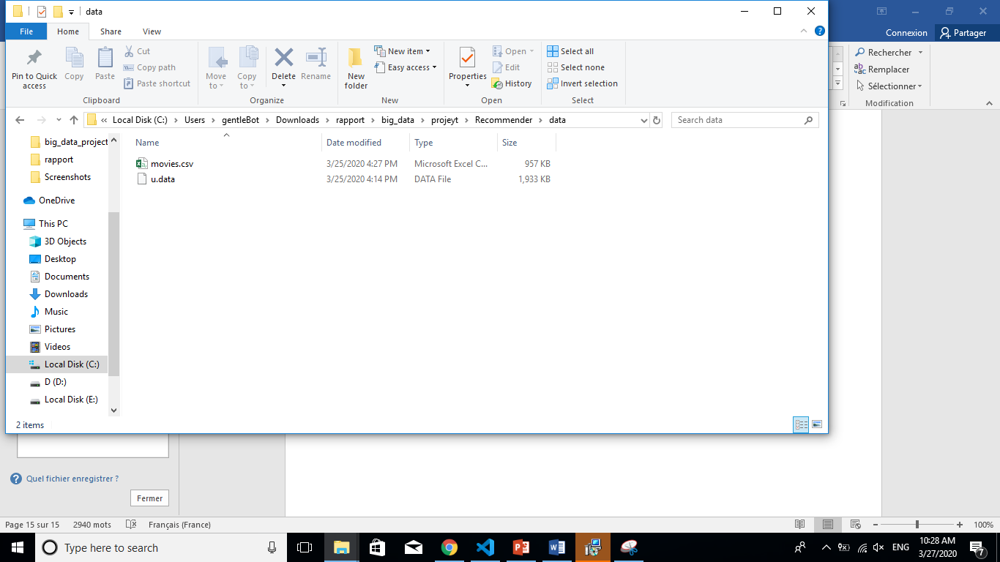 data
File Home Share View
Connexion Partager
Pin to Quick access
Copy
Paste
Cut
Copy path
Paste shortcut
Clipboard
Move to
Copy to
Delete
Rename
Organize
New folder
New item
Easy access
New
Properties
Open
Edit
History
Open
Select all
Select none
Invert selection
Select
Rechercher
Remplacer
Sélectionner
Modification
« Local Disk (C:) › Users › gentleBot › Downloads › rapport › big_data › projeyt › Recommender › data
Search data
big_data_project
rapport
Screenshots
OneDrive
This PC
3D Objects
Desktop
Documents
Downloads
Music
Pictures
Videos
Local Disk (C:)
D (D:)
Local Disk (E:)
Name Date modified Type Size
movies.csv 3/25/2020 4:27 PM Microsoft Excel C... 957 KB
u.data 3/25/2020 4:14 PM DATA File 1,933 KB
2 items
Quel fichier enregistrer ?
Fermer
Page 15 sur 15 2940 mots Français (France) 100%
Type here to search
ENG
10:28 AM
3/27/2020
7